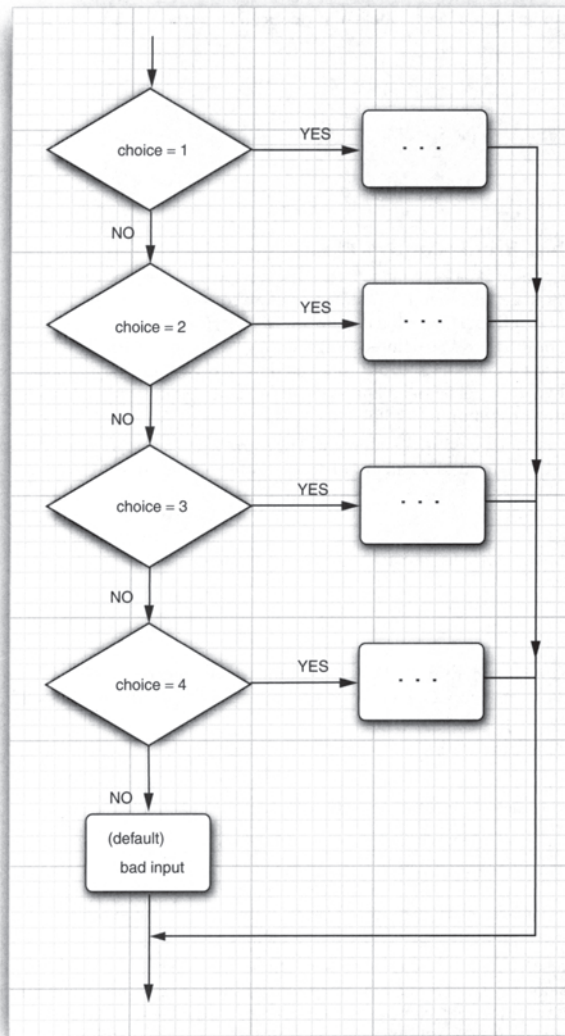 choice = 1
YES
. . .
NO
choice = 2
YES
. . .
NO
choice = 3
YES
. . .
NO
choice = 4
YES
. . .
NO
(default)
bad input